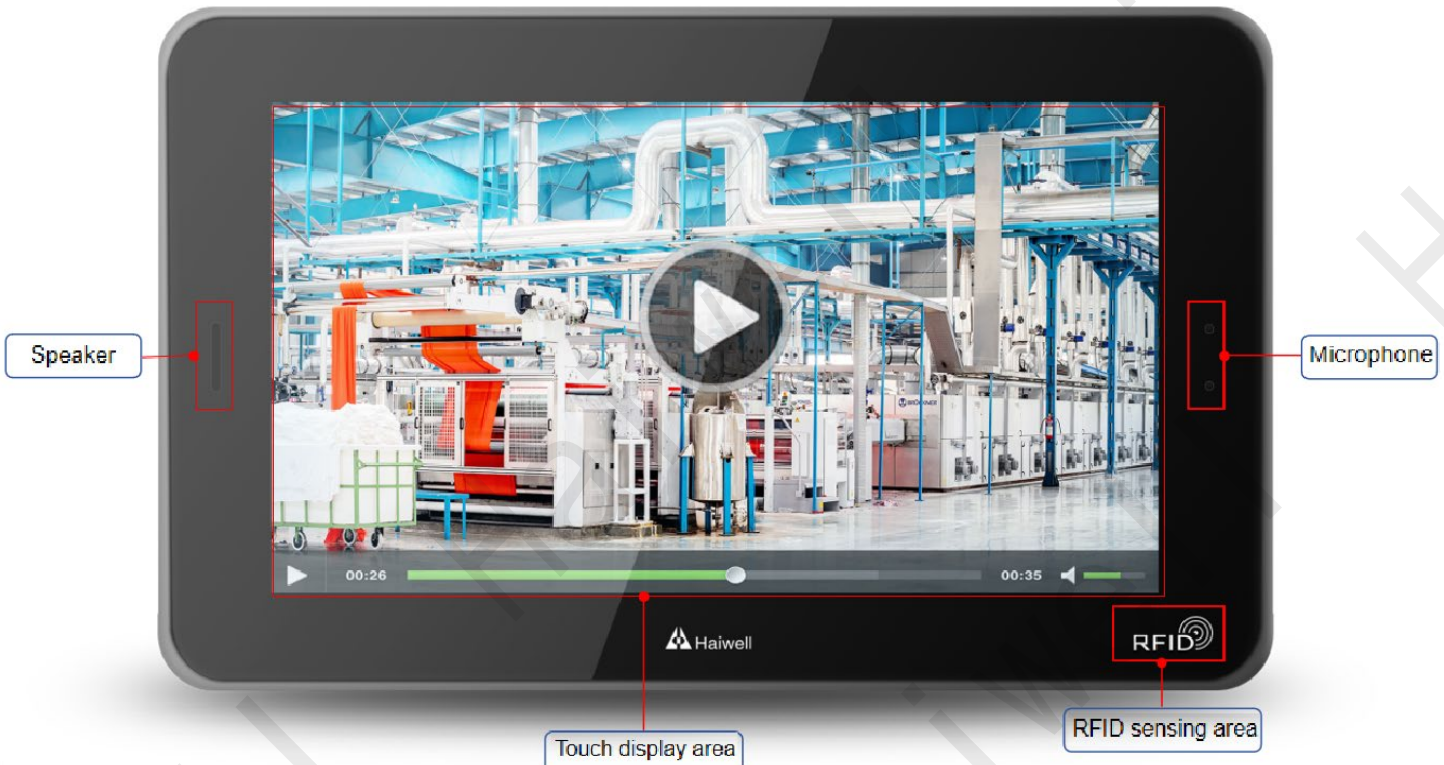 Speaker
Microphone
00:26
00:35
Haiwell
RFID
RFID sensing area
Touch display area